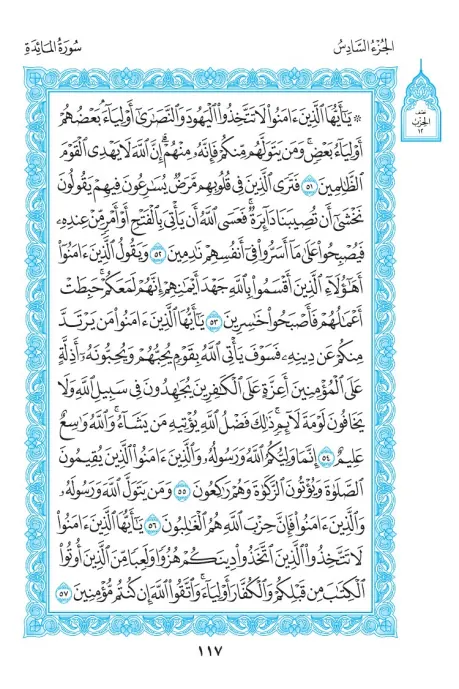 سُورَةُ المَائِدَةِ
الجُزْءُ السَّادِسُ
نصف
الحزب
١٢
* يَٰٓأَيُّهَا ٱلَّذِينَ ءَامَنُوا۟ لَا تَتَّخِذُوا۟ ٱلْيَهُودَ وَٱلنَّصَٰرَىٰٓ أَوْلِيَآءَ بَعْضُهُمْ
أَوْلِيَآءُ بَعْضٍ ۚ وَمَن يَتَوَلَّهُم مِّنكُمْ فَإِنَّهُۥ مِنْهُمْ ۗ إِنَّ ٱللَّهَ لَا يَهْدِى ٱلْقَوْمَ
ٱلظَّٰلِمِينَ ٥١ فَتَرَى ٱلَّذِينَ فِى قُلُوبِهِم مَّرَضٌ يُسَٰرِعُونَ فِيهِمْ يَقُولُونَ
نَخْشَىٰٓ أَن تُصِيبَنَا دَآئِرَةٌ ۚ فَعَسَى ٱللَّهُ أَن يَأْتِىَ بِٱلْفَتْحِ أَوْ أَمْرٍ مِّنْ عِندِهِۦ
فَيُصْبِحُوا۟ عَلَىٰ مَآ أَسَرُّوا۟ فِىٓ أَنفُسِهِمْ نَٰدِمِينَ ٥٢ وَيَقُولُ ٱلَّذِينَ ءَامَنُوٓا۟
أَهَٰٓؤُلَآءِ ٱلَّذِينَ أَقْسَمُوا۟ بِٱللَّهِ جَهْدَ أَيْمَٰنِهِمْ ۙ إِنَّهُمْ لَمَعَكُمْ ۚ حَبِطَتْ
أَعْمَٰلُهُمْ فَأَصْبَحُوا۟ خَٰسِرِينَ ٥٣ يَٰٓأَيُّهَا ٱلَّذِينَ ءَامَنُوا۟ مَن يَرْتَدَّ
مِنكُمْ عَن دِينِهِۦ فَسَوْفَ يَأْتِى ٱللَّهُ بِقَوْمٍ يُحِبُّهُمْ وَيُحِبُّونَهُۥٓ أَذِلَّةٍ
عَلَى ٱلْمُؤْمِنِينَ أَعِزَّةٍ عَلَى ٱلْكَٰفِرِينَ يُجَٰهِدُونَ فِى سَبِيلِ ٱللَّهِ وَلَا
يَخَافُونَ لَوْمَةَ لَآئِمٍ ۚ ذَٰلِكَ فَضْلُ ٱللَّهِ يُؤْتِيهِ مَن يَشَآءُ ۚ وَٱللَّهُ وَٰسِعٌ
عَلِيمٌ ٥٤ إِنَّمَا وَلِيُّكُمُ ٱللَّهُ وَرَسُولُهُۥ وَٱلَّذِينَ ءَامَنُوا۟ ٱلَّذِينَ يُقِيمُونَ
ٱلصَّلَوٰةَ وَيُؤْتُونَ ٱلزَّكَوٰةَ وَهُمْ رَٰكِعُونَ ٥٥ وَمَن يَتَوَلَّ ٱللَّهَ وَرَسُولَهُۥ
وَٱلَّذِينَ ءَامَنُوا۟ فَإِنَّ حِزْبَ ٱللَّهِ هُمُ ٱلْغَٰلِبُونَ ٥٦ يَٰٓأَيُّهَا ٱلَّذِينَ ءَامَنُوا۟
لَا تَتَّخِذُوا۟ ٱلَّذِينَ ٱتَّخَذُوا۟ دِينَكُمْ هُزُوًا وَلَعِبًا مِّنَ ٱلَّذِينَ أُوتُوا۟
ٱلْكِتَٰبَ مِن قَبْلِكُمْ وَٱلْكُفَّارَ أَوْلِيَآءَ ۚ وَٱتَّقُوا۟ ٱللَّهَ إِن كُنتُم مُّؤْمِنِينَ ٥٧
١١٧